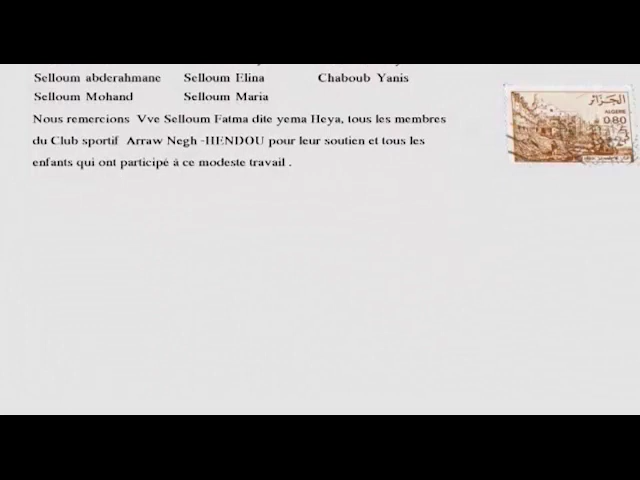 Selloum abderahmane Selloum Elina Chaboub Yanis
Selloum Mohand Selloum Maria
Nous remercions Vve Selloum Fatma dite yema Heya, tous les membres
du Club sportif Arraw Negh -HENDOU pour leur soutien et tous les
enfants qui ont participé à ce modeste travail .
الجزائر
ALGERIE
0.80